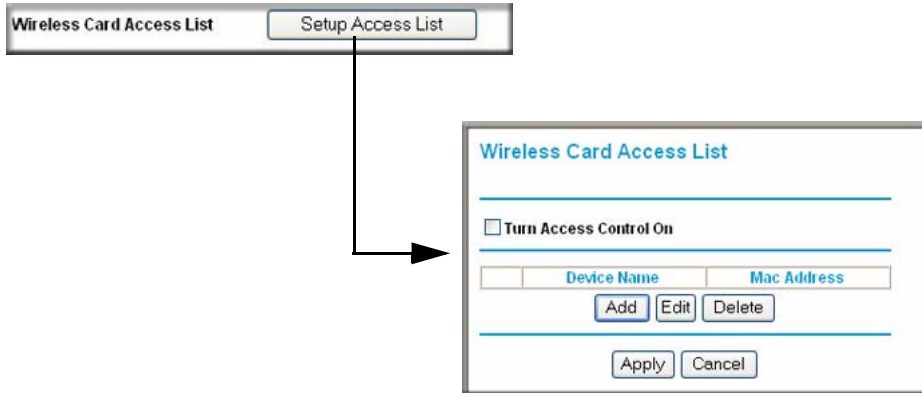 Wireless Card Access List Setup Access List
Wireless Card Access List
Turn Access Control On
Device Name Mac Address
Add Edit Delete
Apply Cancel